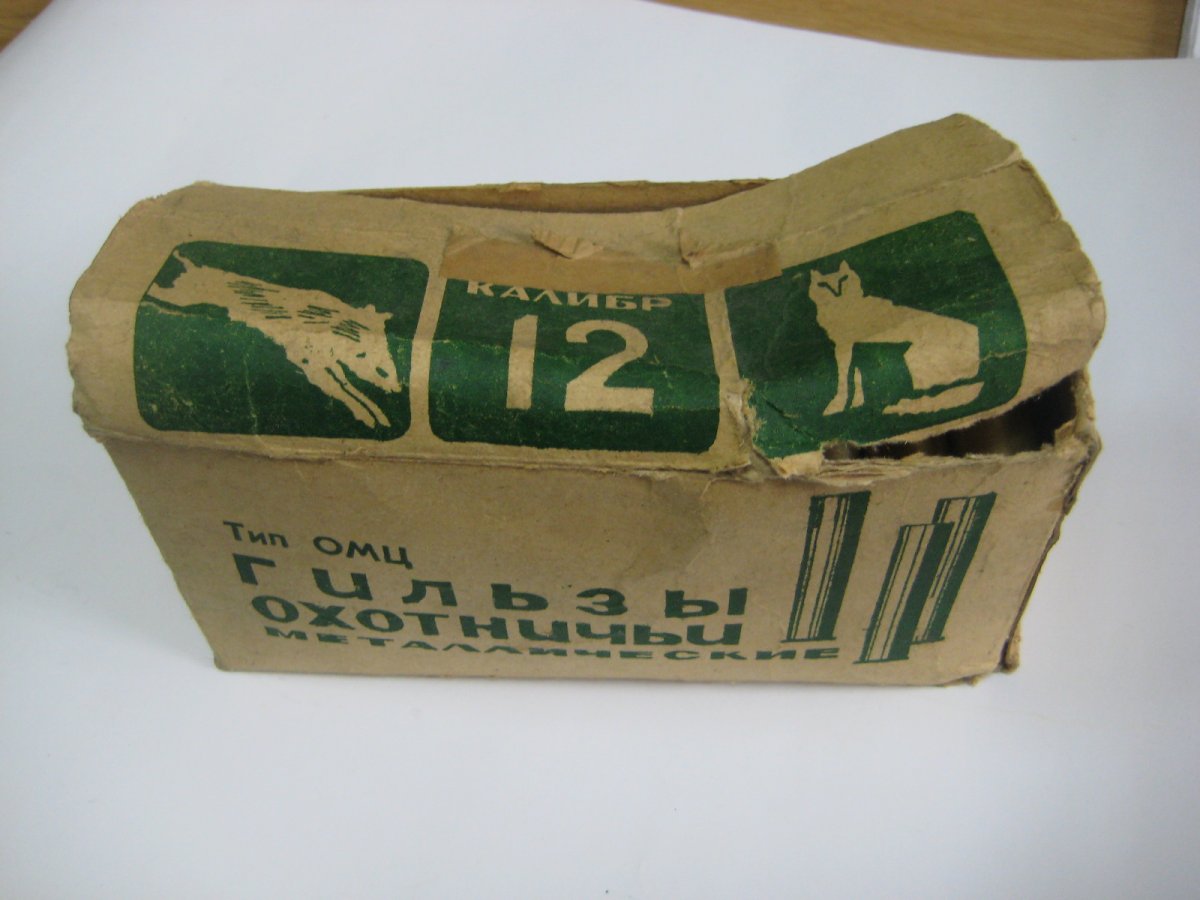 КАЛИБР
12
Тип ОМЦ
ГИЛЬЗЫ
ОХОТНИЧЬИ
МЕТАЛЛИЧЕСКИЕ